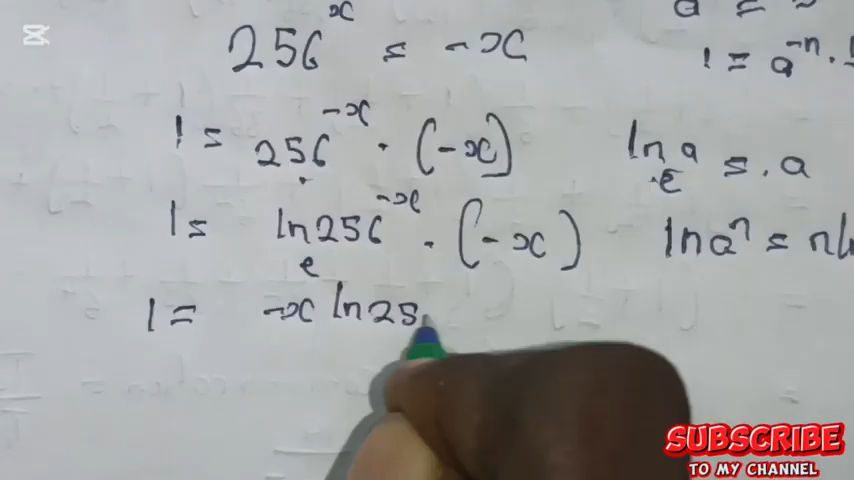 256^x = -x
1 = a^-n .
1 = 256^-x · (-x)
ln a
e = . a
1 = ln 256^-x · (-x)
e
ln a^n = n
1 = -x ln 25
SUBSCRIBE
TO MY CHANNEL